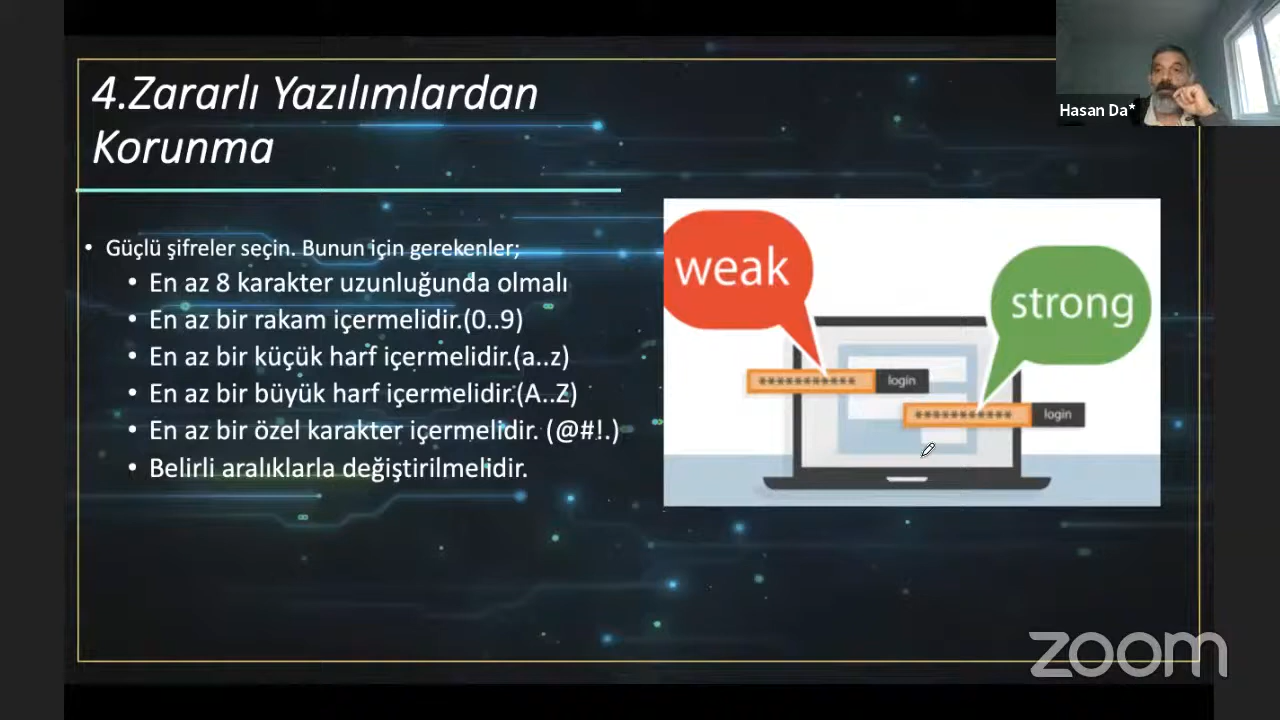 4.Zararlı Yazılımlardan
Korunma
Hasan Da*
• Güçlü şifreler seçin. Bunun için gerekenler;
• En az 8 karakter uzunluğunda olmalı
• En az bir rakam içermelidir.(0..9)
• En az bir küçük harf içermelidir.(a..z)
• En az bir büyük harf içermelidir.(A..Z)
• En az bir özel karakter içermelidir. (@#!.)
• Belirli aralıklarla değiştirilmelidir.
weak
strong
*********** login
*********** login
zoom